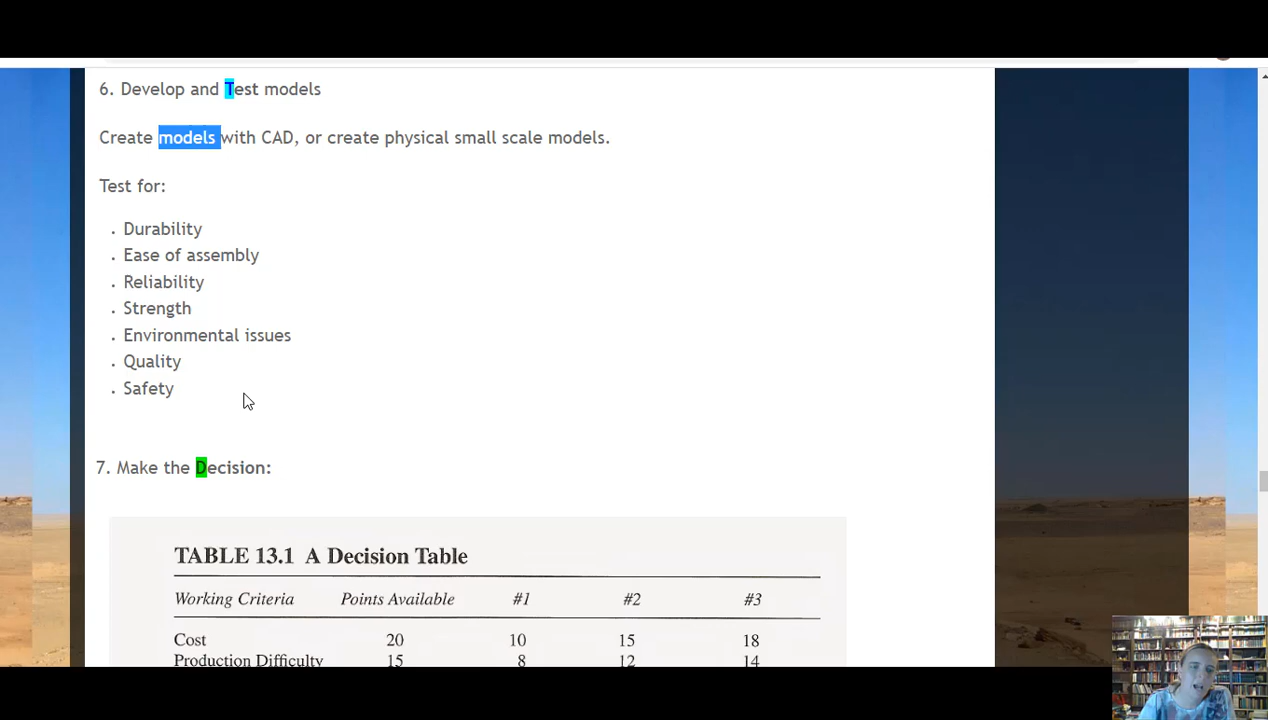 6. Develop and Test models
Create models with CAD, or create physical small scale models.
Test for:
Durability
Ease of assembly
Reliability
Strength
Environmental issues
Quality
Safety
7. Make the Decision:
TABLE 13.1 A Decision Table
Working Criteria Points Available #1 #2 #3
Cost 20 10 15 18
Production Difficulty 15 8 12 14